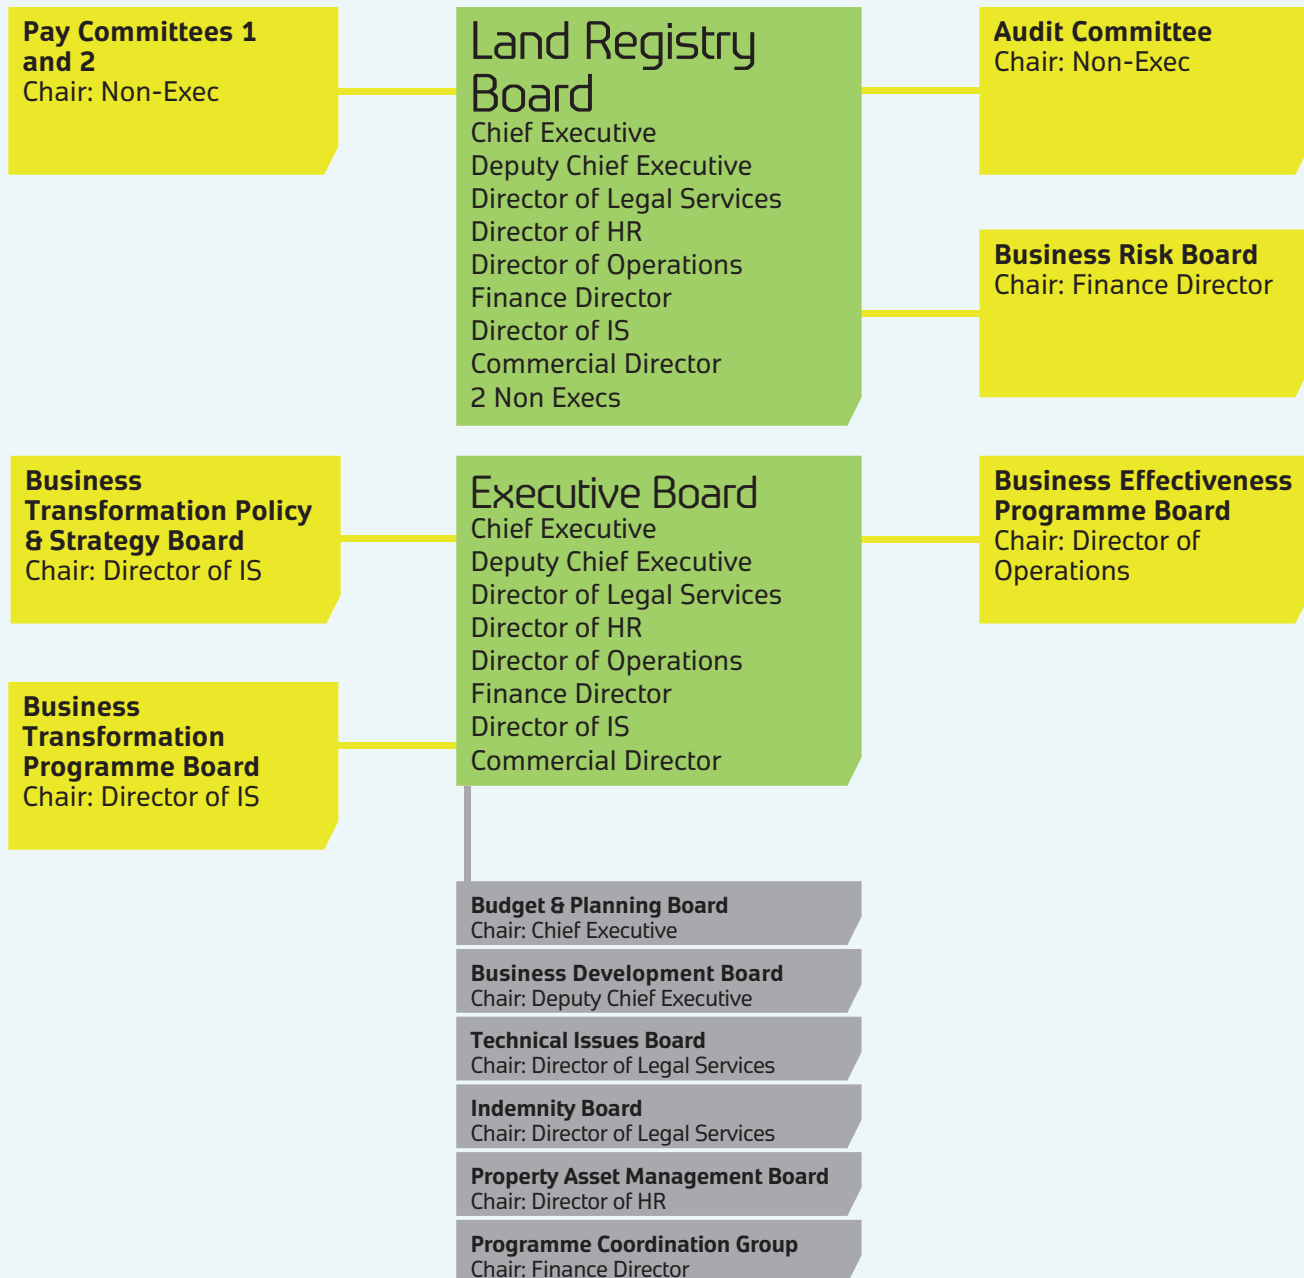 Pay Committees 1
and 2
Chair: Non-Exec
Land Registry
Board
Chief Executive
Deputy Chief Executive
Director of Legal Services
Director of HR
Director of Operations
Finance Director
Director of IS
Commercial Director
2 Non Execs
Audit Committee
Chair: Non-Exec
Business Risk Board
Chair: Finance Director
Business
Transformation Policy
& Strategy Board
Chair: Director of IS
Executive Board
Chief Executive
Deputy Chief Executive
Director of Legal Services
Director of HR
Director of Operations
Finance Director
Director of IS
Commercial Director
Business Effectiveness
Programme Board
Chair: Director of
Operations
Business
Transformation
Programme Board
Chair: Director of IS
Budget & Planning Board
Chair: Chief Executive
Business Development Board
Chair: Deputy Chief Executive
Technical Issues Board
Chair: Director of Legal Services
Indemnity Board
Chair: Director of Legal Services
Property Asset Management Board
Chair: Director of HR
Programme Coordination Group
Chair: Finance Director